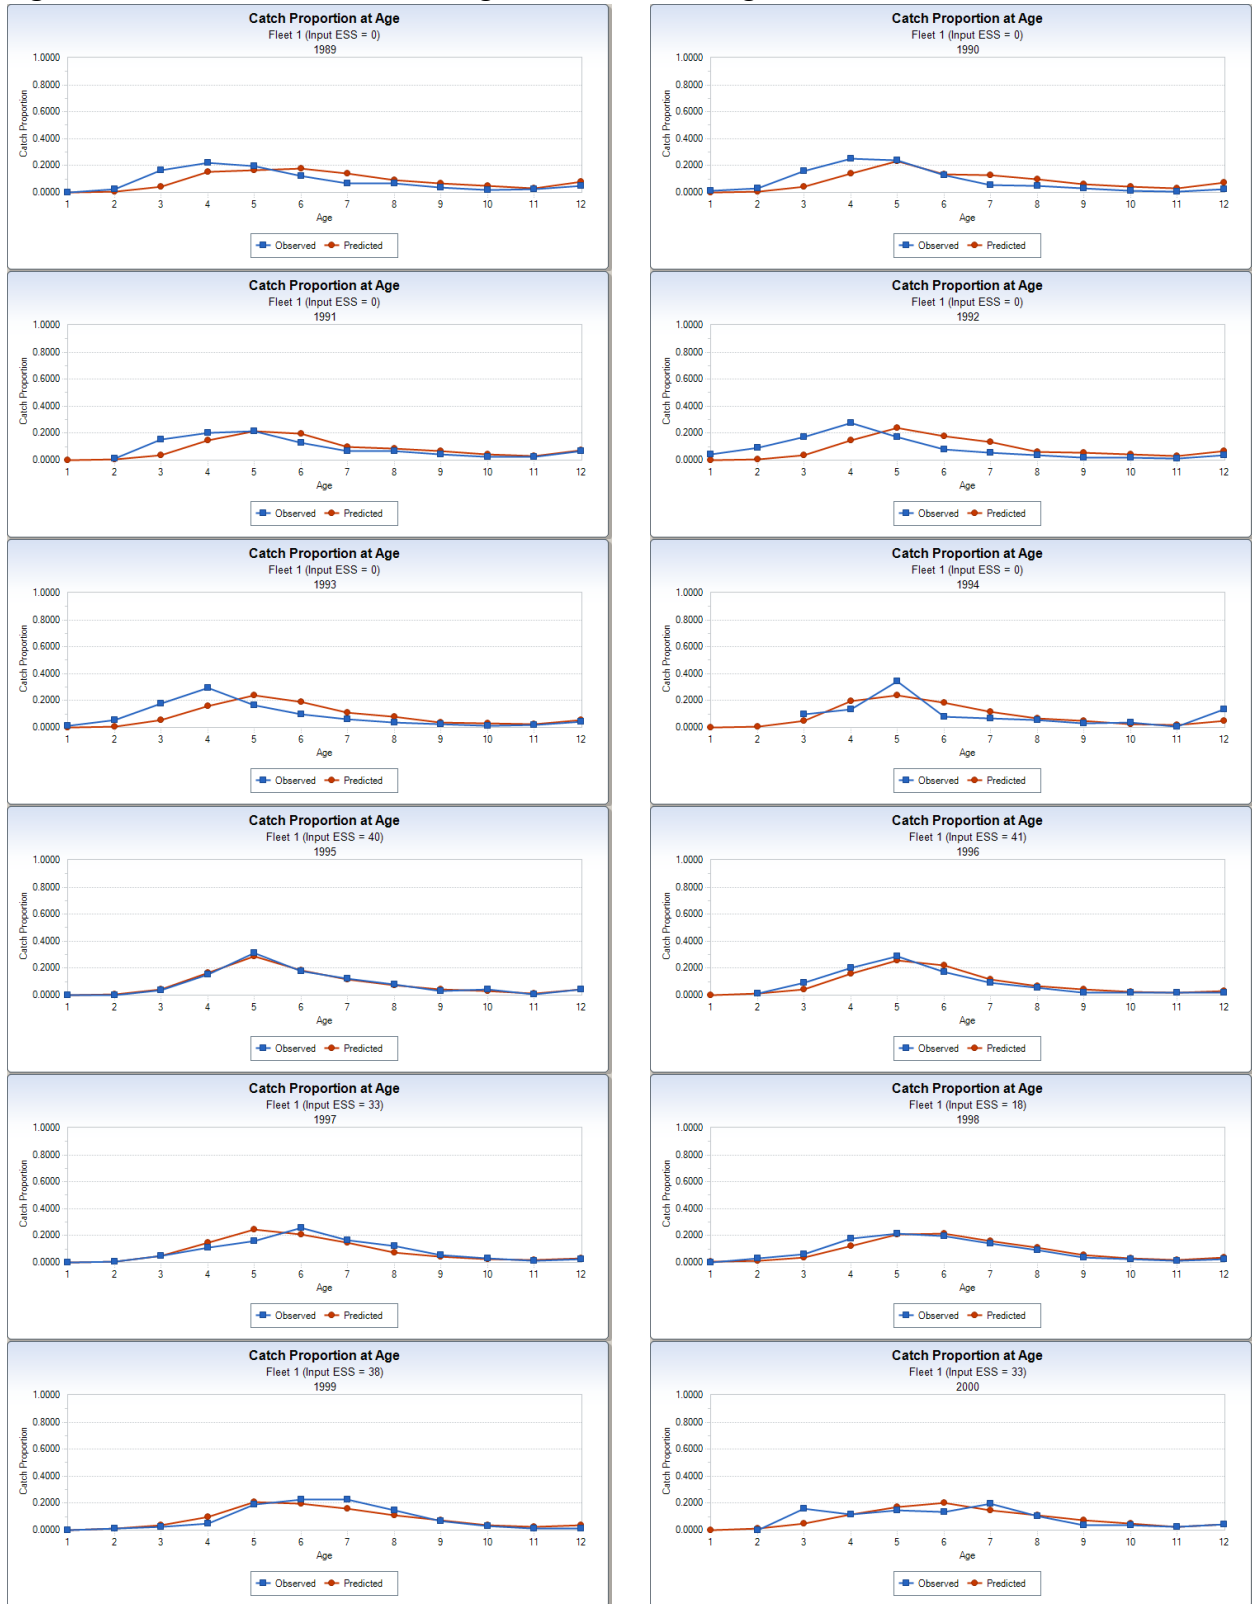 Catch Proportion at Age
Fleet 1 (Input ESS = 0)
1989
1.0000
0.8000
0.6000
0.4000
0.2000
0.0000
Catch Proportion
1 2 3 4 5 6 7 8 9 10 11 12
Age
Observed Predicted
Catch Proportion at Age
Fleet 1 (Input ESS = 0)
1990
1.0000
0.8000
0.6000
0.4000
0.2000
0.0000
Catch Proportion
1 2 3 4 5 6 7 8 9 10 11 12
Age
Observed Predicted
Catch Proportion at Age
Fleet 1 (Input ESS = 0)
1991
1.0000
0.8000
0.6000
0.4000
0.2000
0.0000
Catch Proportion
1 2 3 4 5 6 7 8 9 10 11 12
Age
Observed Predicted
Catch Proportion at Age
Fleet 1 (Input ESS = 0)
1992
1.0000
0.8000
0.6000
0.4000
0.2000
0.0000
Catch Proportion
1 2 3 4 5 6 7 8 9 10 11 12
Age
Observed Predicted
Catch Proportion at Age
Fleet 1 (Input ESS = 0)
1993
1.0000
0.8000
0.6000
0.4000
0.2000
0.0000
Catch Proportion
1 2 3 4 5 6 7 8 9 10 11 12
Age
Observed Predicted
Catch Proportion at Age
Fleet 1 (Input ESS = 0)
1994
1.0000
0.8000
0.6000
0.4000
0.2000
0.0000
Catch Proportion
1 2 3 4 5 6 7 8 9 10 11 12
Age
Observed Predicted
Catch Proportion at Age
Fleet 1 (Input ESS = 40)
1995
1.0000
0.8000
0.6000
0.4000
0.2000
0.0000
Catch Proportion
1 2 3 4 5 6 7 8 9 10 11 12
Age
Observed Predicted
Catch Proportion at Age
Fleet 1 (Input ESS = 41)
1996
1.0000
0.8000
0.6000
0.4000
0.2000
0.0000
Catch Proportion
1 2 3 4 5 6 7 8 9 10 11 12
Age
Observed Predicted
Catch Proportion at Age
Fleet 1 (Input ESS = 33)
1997
1.0000
0.8000
0.6000
0.4000
0.2000
0.0000
Catch Proportion
1 2 3 4 5 6 7 8 9 10 11 12
Age
Observed Predicted
Catch Proportion at Age
Fleet 1 (Input ESS = 18)
1998
1.0000
0.8000
0.6000
0.4000
0.2000
0.0000
Catch Proportion
1 2 3 4 5 6 7 8 9 10 11 12
Age
Observed Predicted
Catch Proportion at Age
Fleet 1 (Input ESS = 38)
1999
1.0000
0.8000
0.6000
0.4000
0.2000
0.0000
Catch Proportion
1 2 3 4 5 6 7 8 9 10 11 12
Age
Observed Predicted
Catch Proportion at Age
Fleet 1 (Input ESS = 33)
2000
1.0000
0.8000
0.6000
0.4000
0.2000
0.0000
Catch Proportion
1 2 3 4 5 6 7 8 9 10 11 12
Age
Observed Predicted